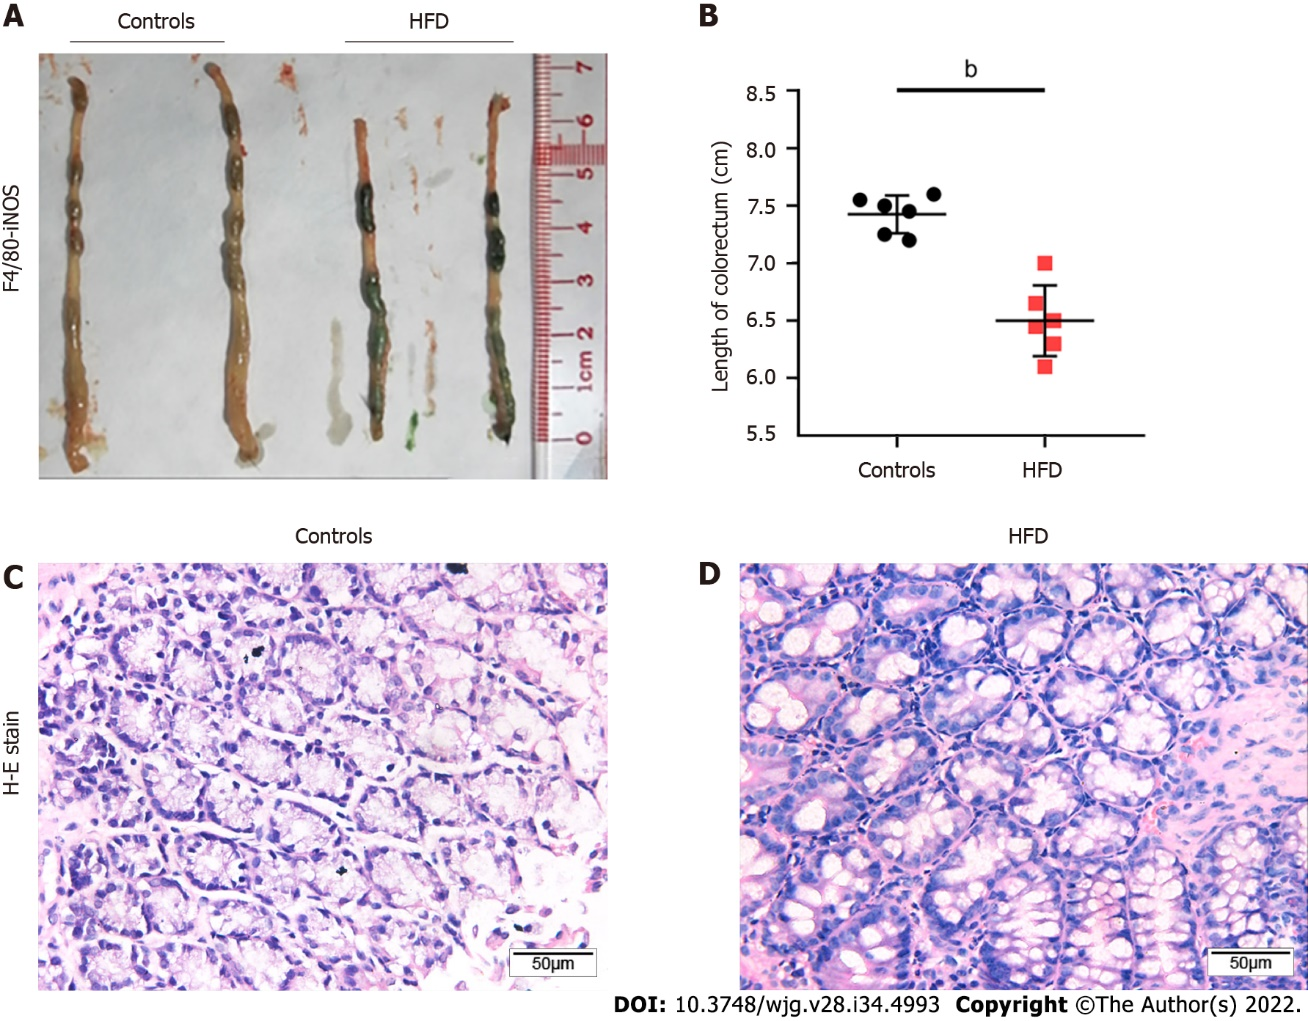 A
Controls
HFD
F4/80-iNOS
7
6
5
4
3
2
1cm
0
B
b
Length of colorectum (cm)
8.5
8.0
7.5
7.0
6.5
6.0
5.5
Controls
HFD
Controls
HFD
C
D
H-E stain
50μm
50μm
DOI: 10.3748/wjg.v28.i34.4993 Copyright ©The Author(s) 2022.